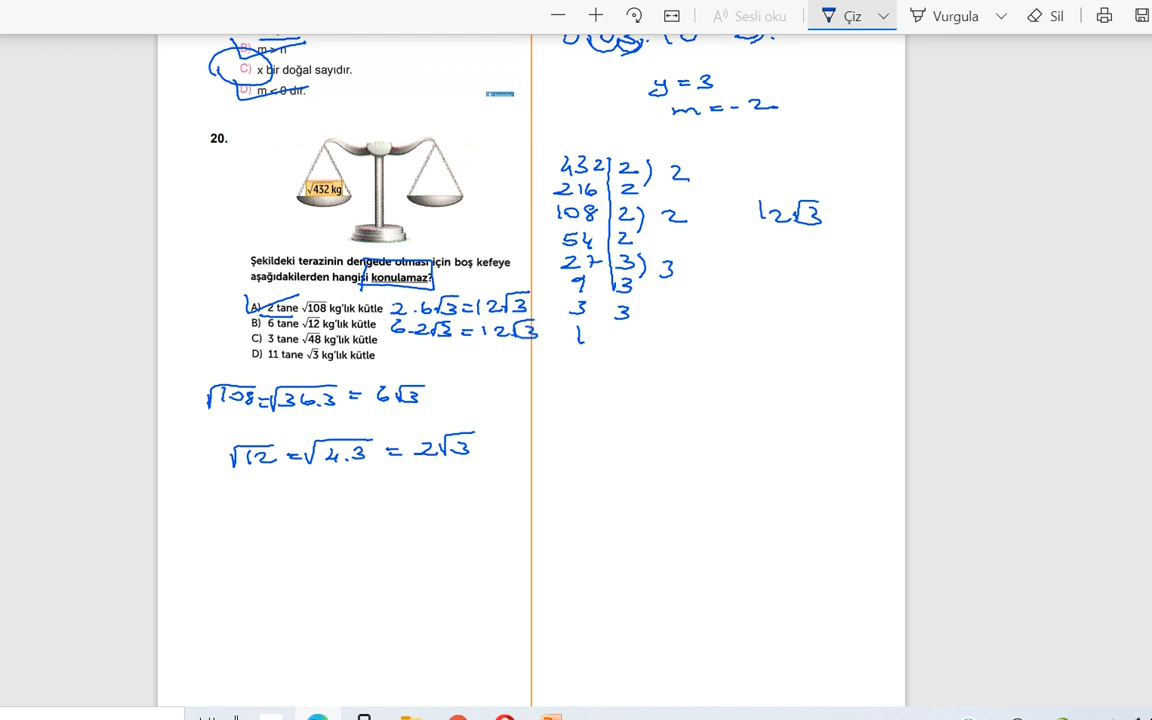 Sesli oku
Çiz
Vurgula
Sil
B) m > n
C) x bir doğal sayıdır.
D) m < 0 dır.
y = 3
m = - 2
20.
√432 kg
Şekildeki terazinin dengede olması için boş kefeye
aşağıdakilerden hangisi konulamaz?
A) 2 tane √108 kg'lık kütle 2.6√3=12√3
B) 6 tane √12 kg'lık kütle 6.2√3=12√3
C) 3 tane √48 kg'lık kütle
D) 11 tane √3 kg'lık kütle
√108=√36.3 = 6√3
√12 =√4.3 = 2√3
432 2) 2
216 2
108 2) 2
54 2
27 3) 3
9 3
3 3
1
12√3